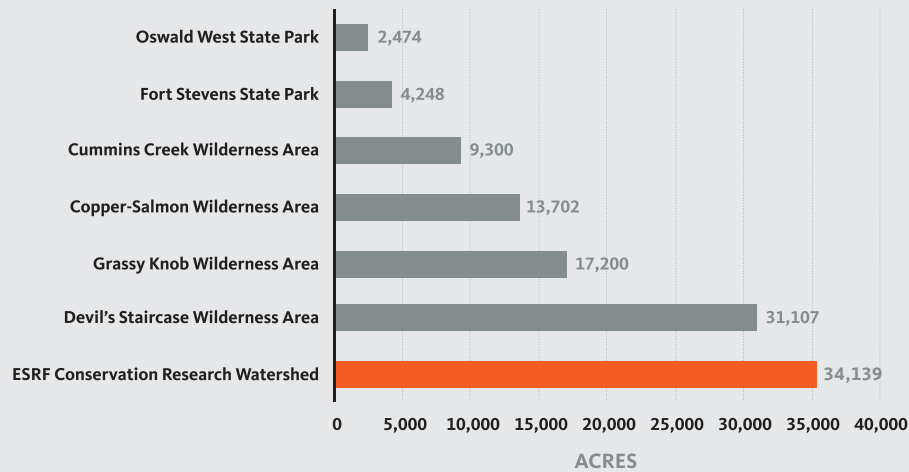 Oswald West State Park 2,474
Fort Stevens State Park 4,248
Cummins Creek Wilderness Area 9,300
Copper-Salmon Wilderness Area 13,702
Grassy Knob Wilderness Area 17,200
Devil’s Staircase Wilderness Area 31,107
ESRF Conservation Research Watershed 34,139
0 5,000 10,000 15,000 20,000 25,000 30,000 35,000 40,000
ACRES